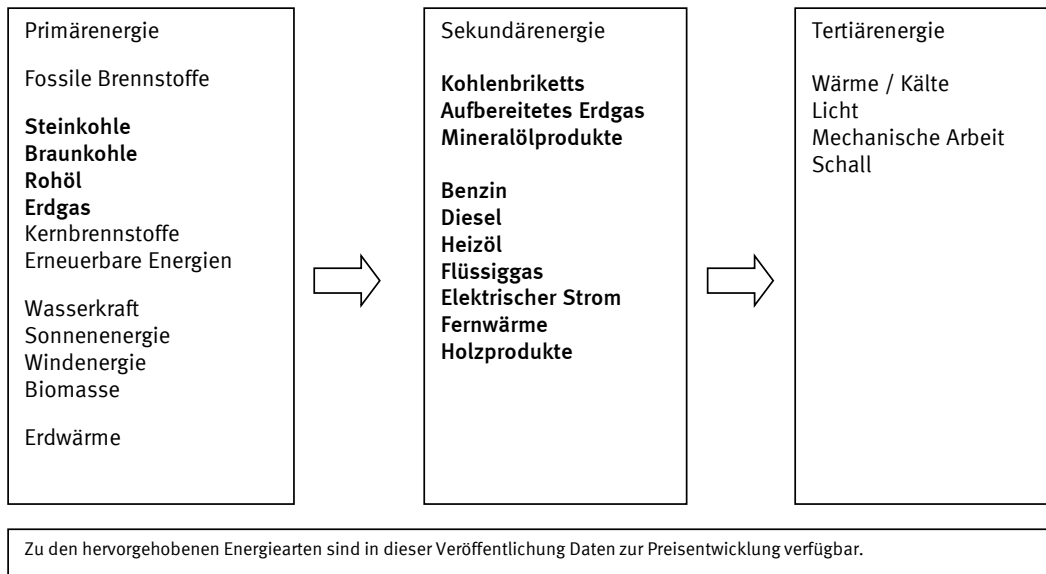 Primärenergie
Fossile Brennstoffe
Steinkohle
Braunkohle
Rohöl
Erdgas
Kernbrennstoffe
Erneuerbare Energien
Wasserkraft
Sonnenenergie
Windenergie
Biomasse
Erdwärme
Sekundärenergie
Kohlenbriketts
Aufbereitetes Erdgas
Mineralölprodukte
Benzin
Diesel
Heizöl
Flüssiggas
Elektrischer Strom
Fernwärme
Holzprodukte
Tertiärenergie
Wärme / Kälte
Licht
Mechanische Arbeit
Schall
Zu den hervorgehobenen Energiearten sind in dieser Veröffentlichung Daten zur Preisentwicklung verfügbar.